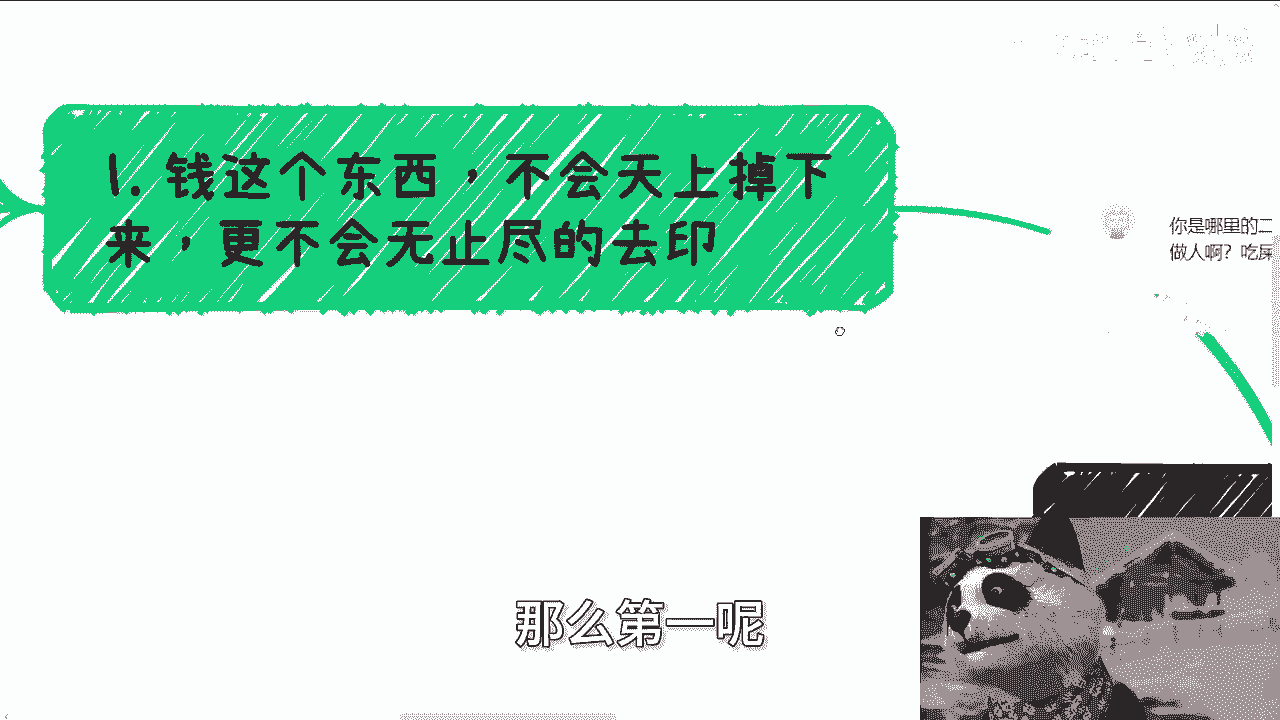 1. 钱这个东西，不会天上掉下
来，更不会无止尽的去印
你是哪里的二
做人啊？吃屎
那么第一呢